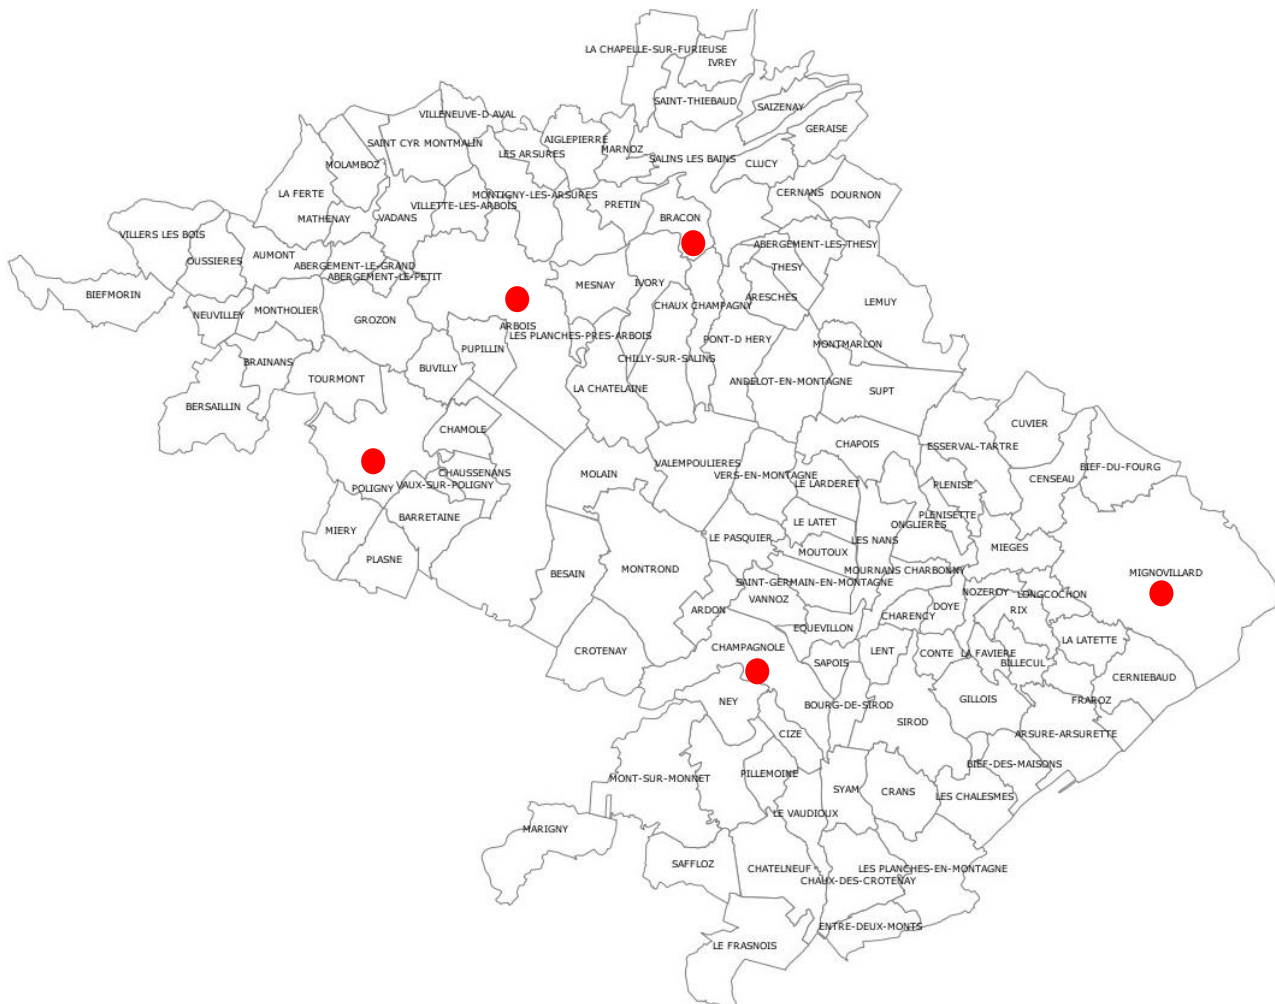 LA CHAPELLE-SUR-FURIEUSE
IVREY
SAINT-THIEBAUD
SAIZENAY
VILLENEUVE-D AVAL
GERAISE
SAINT CYR MONTMALIN
AIGLEPIERRE
MARNOZ
LES ARSURES
SALINS LES BAINS
CLUCY
MOLAMBOZ
LA FERTE
MONTIGNY-LES-ARSURES
CERNANS
DOURNON
VILLETTE-LES-ARBOIS
PRETIN
MATHENAY
VADANS
BRACON
VILLERS LES BOIS
ABERGEMENT-LES-THESY
AUMONT
OUSSIERES
ABERGEMENT-LE-GRAND
THESY
ABERGEMENT-LE-PETIT
MESNAY
IVORY
BIEFMORIN
ARESCHES
LEMUY
CHAUX CHAMPAGNY
MONTHOLIER
NEUVILLEY
GROZON
ARBOIS
LES PLANCHES-PRES-ARBOIS
PONT-D HERY
MONTMARLON
PUPILLIN
CHILLY-SUR-SALINS
BRAINANS
BUVILLY
TOURMONT
ANDELOT-EN-MONTAGNE
LA CHATELAINE
SUPT
BERSAILLIN
CUVIER
CHAMOLE
CHAPOIS
ESSERVAL-TARTRE
VALEMPOULIERES
BIEF-DU-FOURG
CHAUSSENANS
MOLAIN
VERS-EN-MONTAGNE
CENSEAU
LE LARDERET
PLENISE
VAUX-SUR-POLIGNY
POLIGNY
BARRETAINE
PLENISETTE
LE LATET
ONGLIERES
MIERY
LE PASQUIER
LES NANS
MIEGES
MOUTOUX
PLASNE
MONTROND
BESAIN
MOURNANS CHARBONNY
MIGNOVILLARD
SAINT-GERMAIN-EN-MONTAGNE
NOZEROY
LONGCOCHON
VANNOZ
DOYE
RIX
ARDON
CHARENCY
EQUEVILLON
LA LATETTE
CHAMPAGNOLE
CROTENAY
LENT
CONTE
LA FAVIERE
SAPOIS
BILLECUL
CERNIEBAUD
NEY
GILLOIS
FRAROZ
BOURG-DE-SIROD
SIROD
CIZE
ARSURE-ARSURETTE
BIEF-DES-MAISONS
PILLEMOINE
MONT-SUR-MONNET
SYAM
CRANS
LES CHALESMES
LE VAUDIOUX
MARIGNY
SAFFLOZ
CHATELNEUF
LES PLANCHES-EN-MONTAGNE
CHAUX-DES-CROTENAY
ENTRE-DEUX-MONTS
LE FRASNOIS